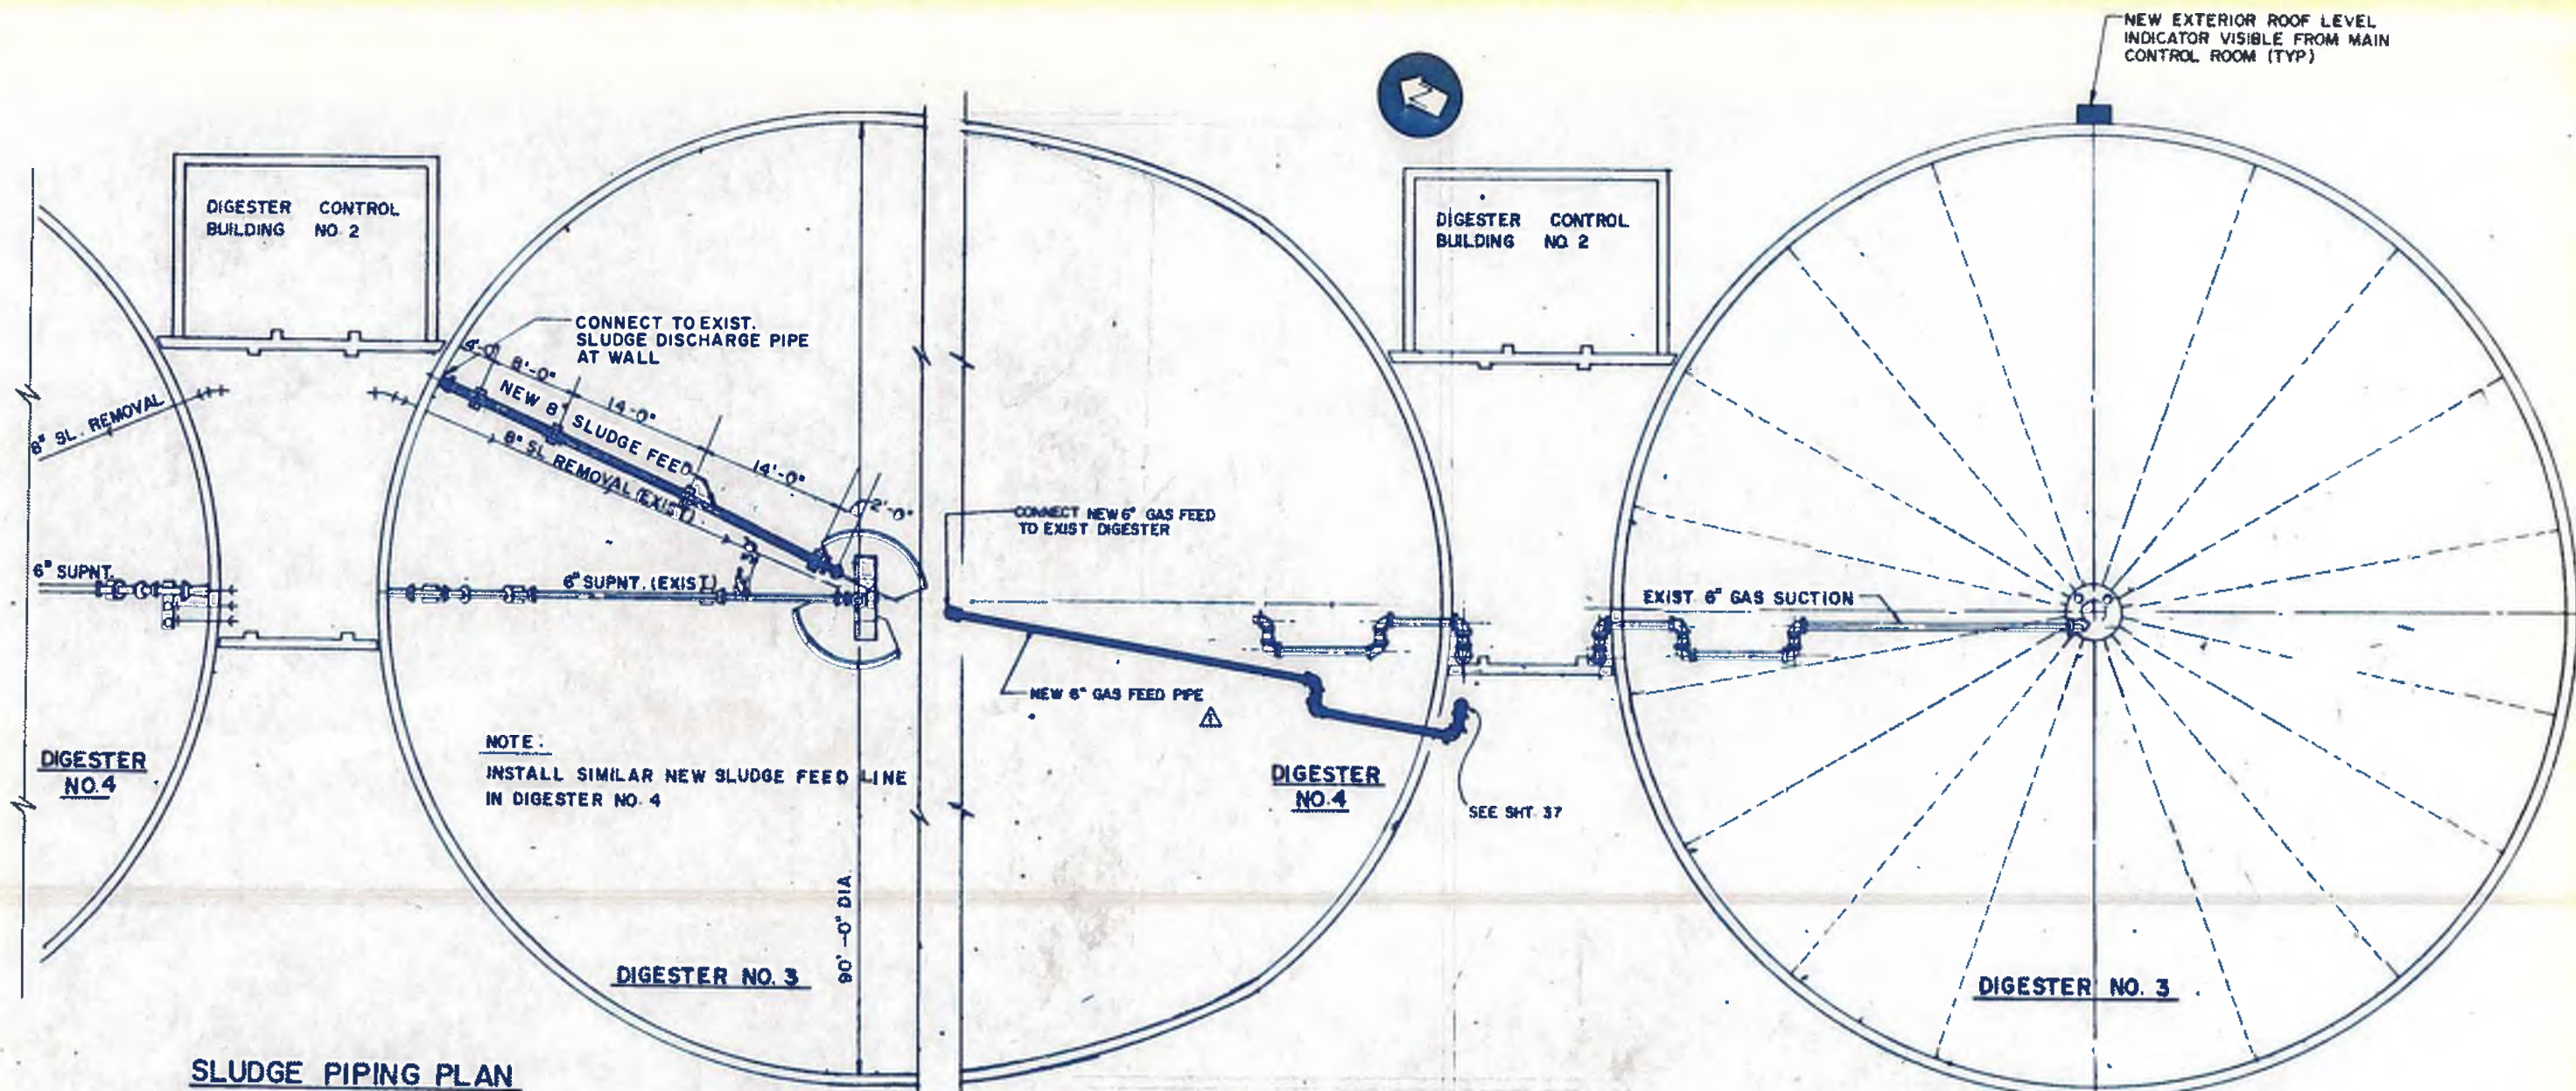 NEW EXTERIOR ROOF LEVEL
INDICATOR VISIBLE FROM MAIN
CONTROL ROOM (TYP)
DIGESTER CONTROL
BUILDING NO. 2
CONNECT TO EXIST.
SLUDGE DISCHARGE PIPE
AT WALL
4'-0"
8'-0"
14'-0"
14'-0"
2'-0"
NEW 8" SLUDGE FEED
8" SL REMOVAL (EXIST)
8" SL. REMOVAL
6" SUPNT.
6" SUPNT. (EXIST)
DIGESTER
NO. 4
NOTE:
INSTALL SIMILAR NEW SLUDGE FEED LINE
IN DIGESTER NO. 4
90'-0" DIA.
DIGESTER NO. 3
SLUDGE PIPING PLAN
N
DIGESTER CONTROL
BUILDING NO. 2
CONNECT NEW 6" GAS FEED
TO EXIST DIGESTER
NEW 6" GAS FEED PIPE
1
DIGESTER
NO. 4
SEE SHT. 37
EXIST. 6" GAS SUCTION
DIGESTER NO. 3